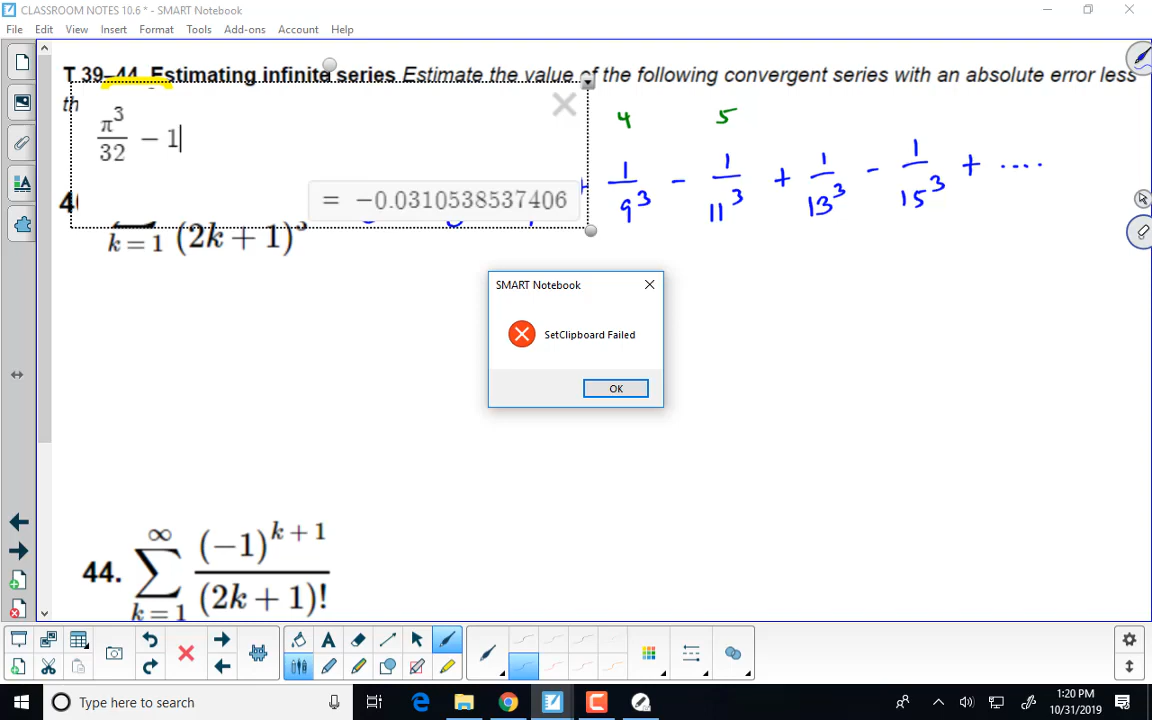 CLASSROOM NOTES 10.6 * - SMART Notebook
File Edit View Insert Format Tools Add-ons Account Help
T 39–44. Estimating infinite series Estimate the value of the following convergent series with an absolute error less
th
π³/32 − 1
= −0.0310538537406
4 5
1/9³ − 1/11³ + 1/13³ − 1/15³ + ....
k = 1 (2k + 1)³
SMART Notebook
SetClipboard Failed
OK
44. ∑ k = 1 ∞ (−1)^(k + 1) / (2k + 1)!
Type here to search
1:20 PM
10/31/2019